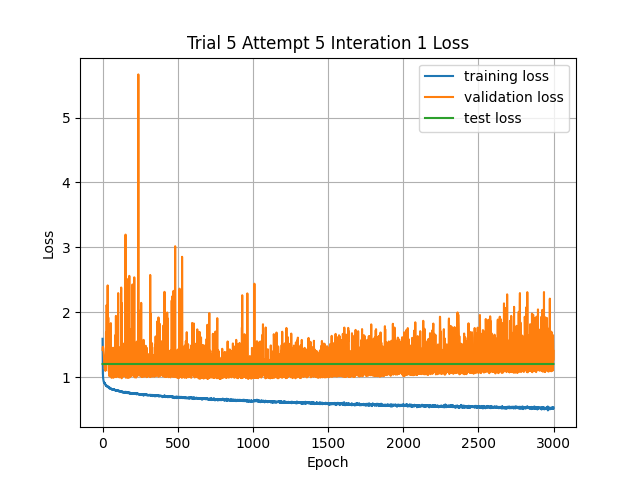 Trial 5 Attempt 5 Interation 1 Loss
training loss
validation loss
test loss
5
4
3
2
1
Loss
0 500 1000 1500 2000 2500 3000
Epoch